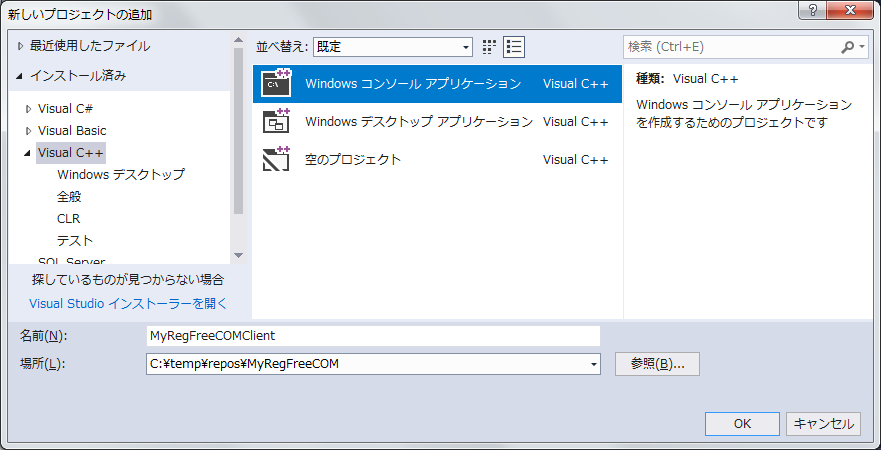 新しいプロジェクトの追加
最近使用したファイル
インストール済み
Visual C#
Visual Basic
Visual C++
Windows デスクトップ
全般
CLR
テスト
SQL Server
探しているものが見つからない場合
Visual Studio インストーラーを開く
並べ替え: 既定
Windows コンソール アプリケーション Visual C++
Windows デスクトップ アプリケーション Visual C++
空のプロジェクト Visual C++
検索 (Ctrl+E)
種類: Visual C++
Windows コンソール アプリケーション
を作成するためのプロジェクトです
名前(N): MyRegFreeCOMClient
場所(L): C:¥temp¥repos¥MyRegFreeCOM
参照(B)...
OK
キャンセル